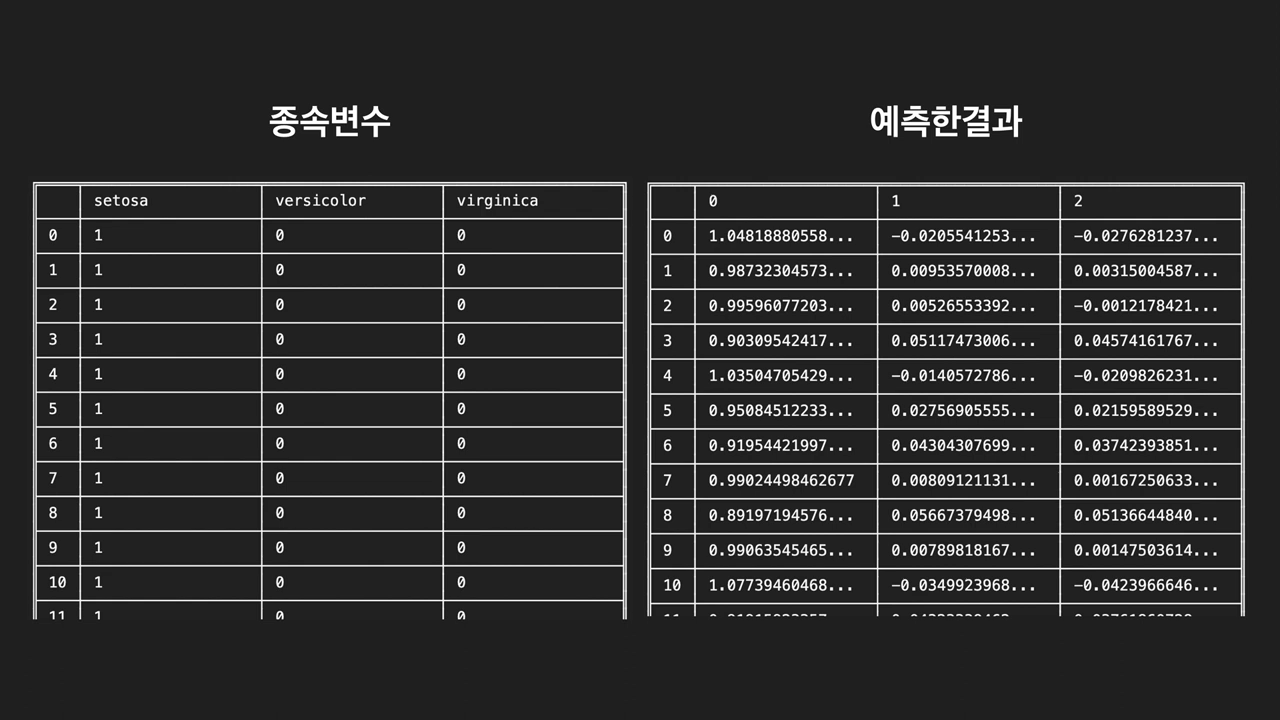 종속변수
setosa versicolor virginica
0 1 0 0
1 1 0 0
2 1 0 0
3 1 0 0
4 1 0 0
5 1 0 0
6 1 0 0
7 1 0 0
8 1 0 0
9 1 0 0
10 1 0 0
11 1 0 0
예측한결과
0 1 2
0 1.04818880558... -0.0205541253... -0.0276281237...
1 0.98732304573... 0.00953570008... 0.00315004587...
2 0.99596077203... 0.00526553392... -0.0012178421...
3 0.90309542417... 0.05117473006... 0.04574161767...
4 1.03504705429... -0.0140572786... -0.0209826231...
5 0.95084512233... 0.02756905555... 0.02159589529...
6 0.91954421997... 0.04304307699... 0.03742393851...
7 0.99024498462677 0.00809121131... 0.00167250633...
8 0.89197194576... 0.05667379498... 0.05136644840...
9 0.99063545465... 0.00789818167... 0.00147503614...
10 1.07739460468... -0.0349923968... -0.0423966646...